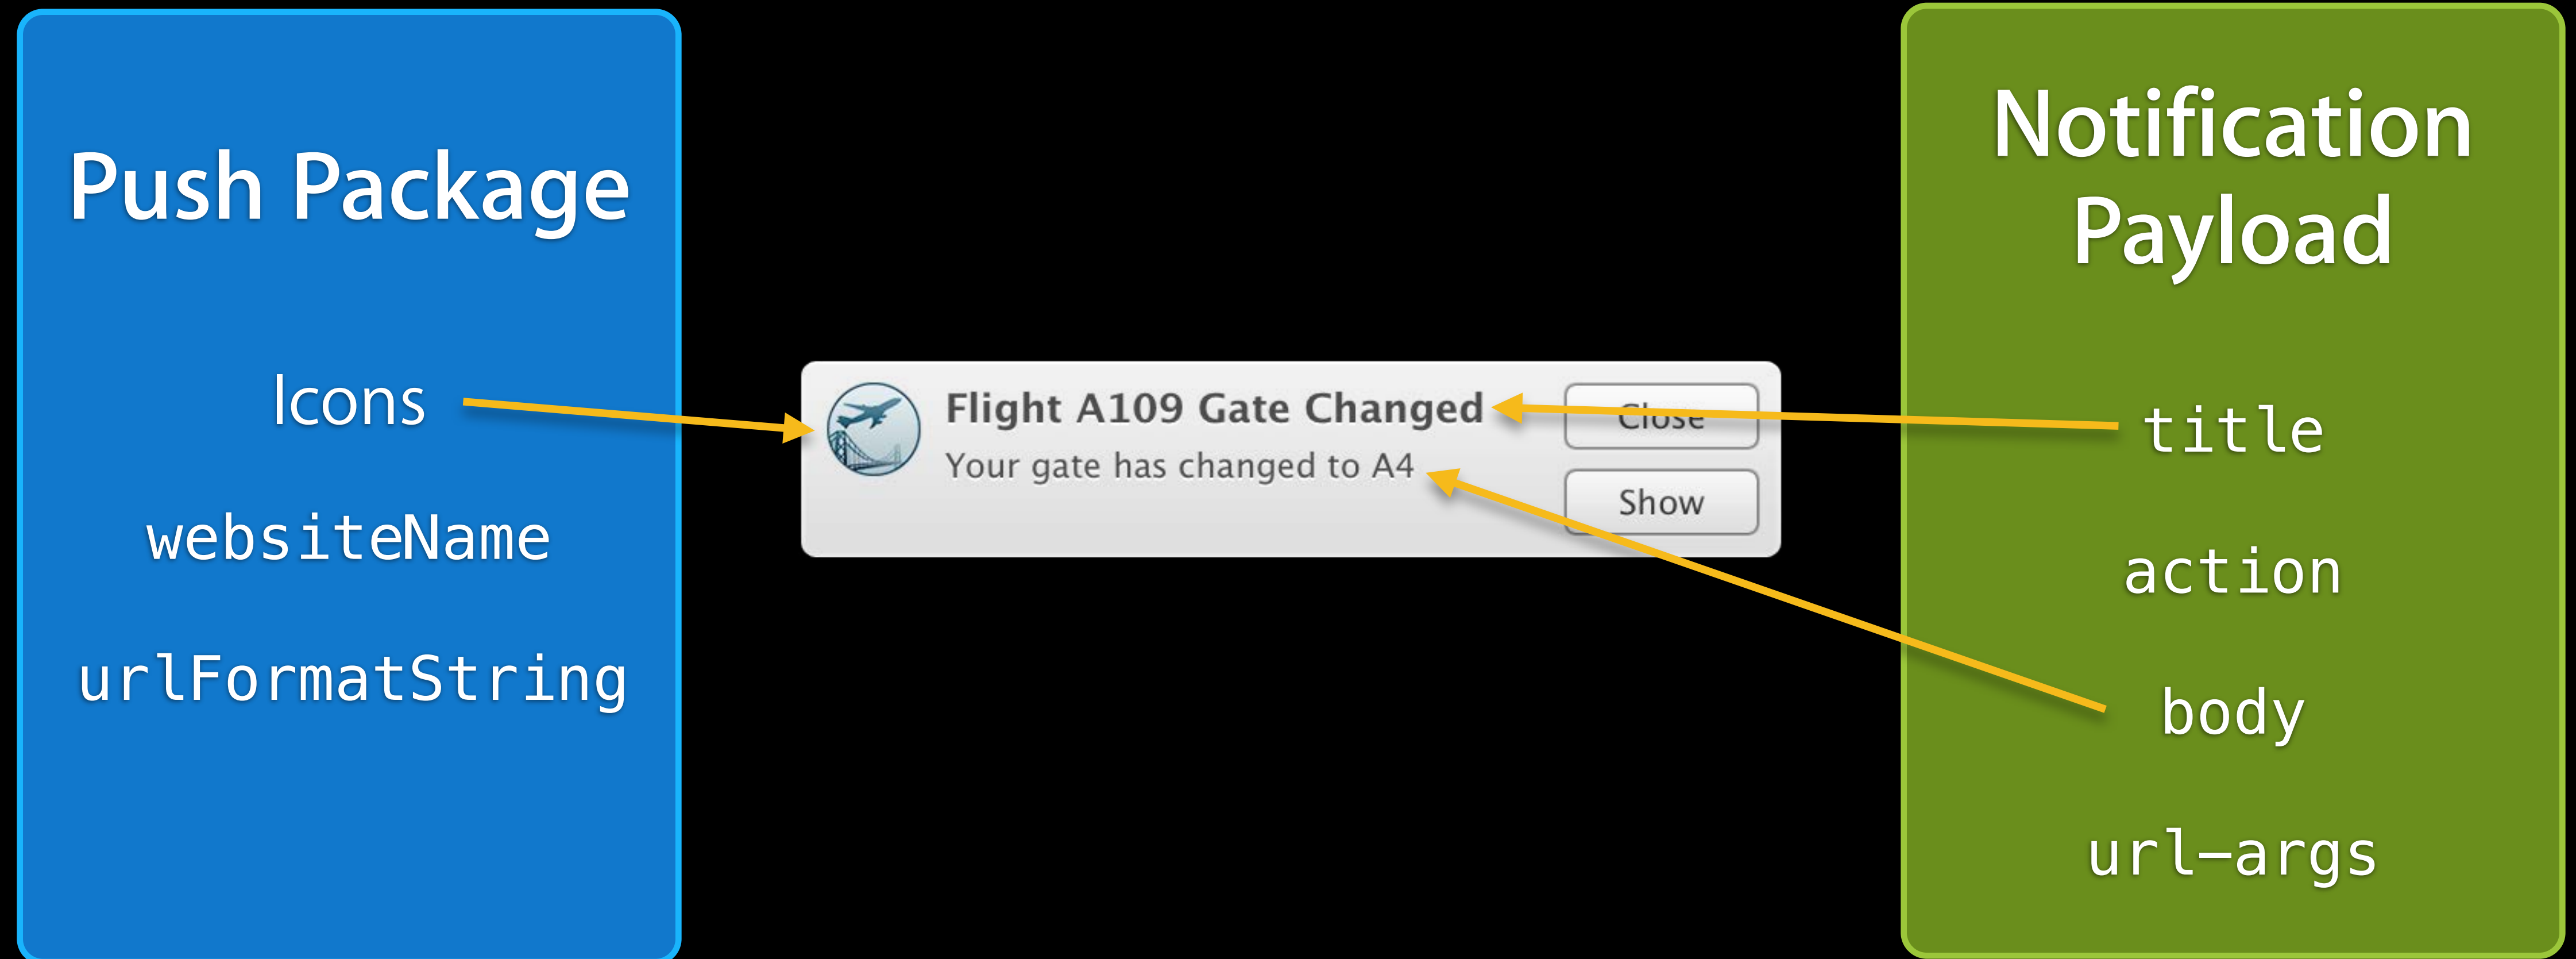 Push Package
Icons
websiteName
urlFormatString
Flight A109 Gate Changed
Your gate has changed to A4
Close
Show
Notification
Payload
title
action
body
url-args